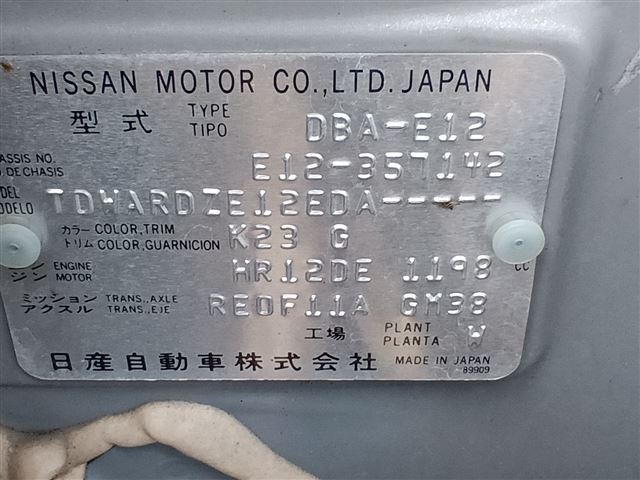 NISSAN MOTOR CO.,LTD. JAPAN
型式 TYPE TIPO DBA-E12
ASSIS NO. O.DE CHASIS E12-357142
DEL ODELO TDWARDZE12EDA-----
カラー COLOR,TRIM トリム COLOR,GUARNICION K23 G
ジン ENGINE MOTOR HR12DE 1198 CC
ミッション TRANS.,AXLE アクスル TRANS.,EJE RE0F11A GM38
工場 PLANT PLANTA W
日産自動車株式会社 MADE IN JAPAN
89909